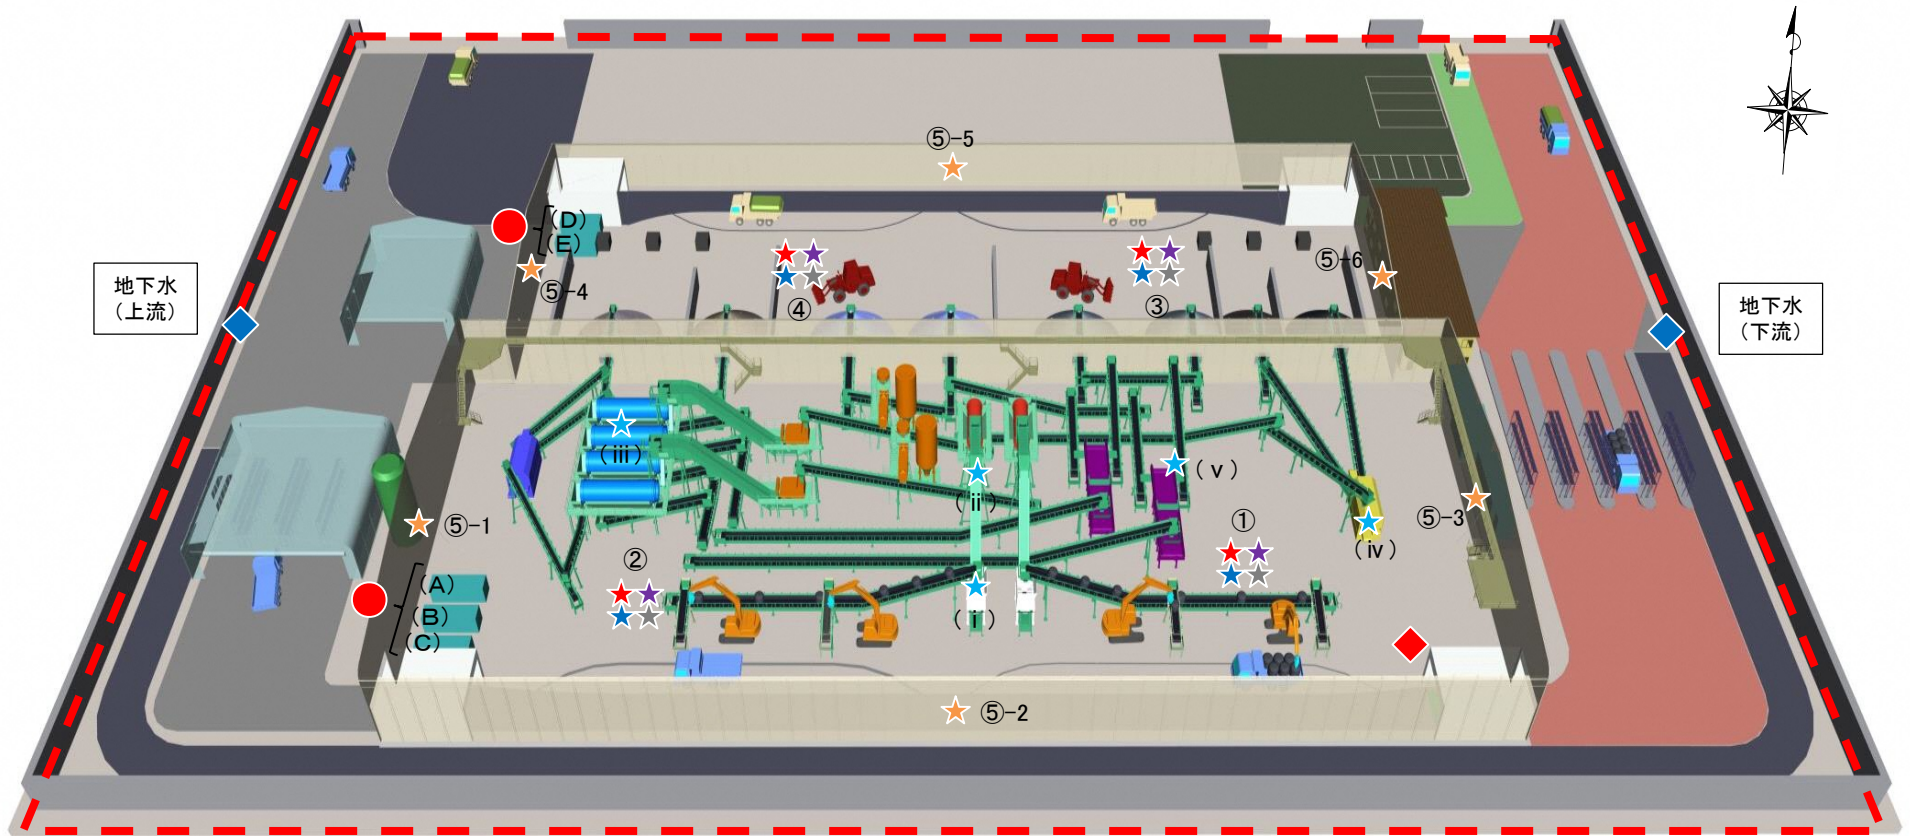 ⑤-5
(D)
(E)
⑤-4
⑤-6
④
③
地下水
(上流)
地下水
(下流)
(iii)
(v)
(ii)
⑤-1
⑤-3
①
(iv)
②
(A)
(B)
(C)
(i)
⑤-2